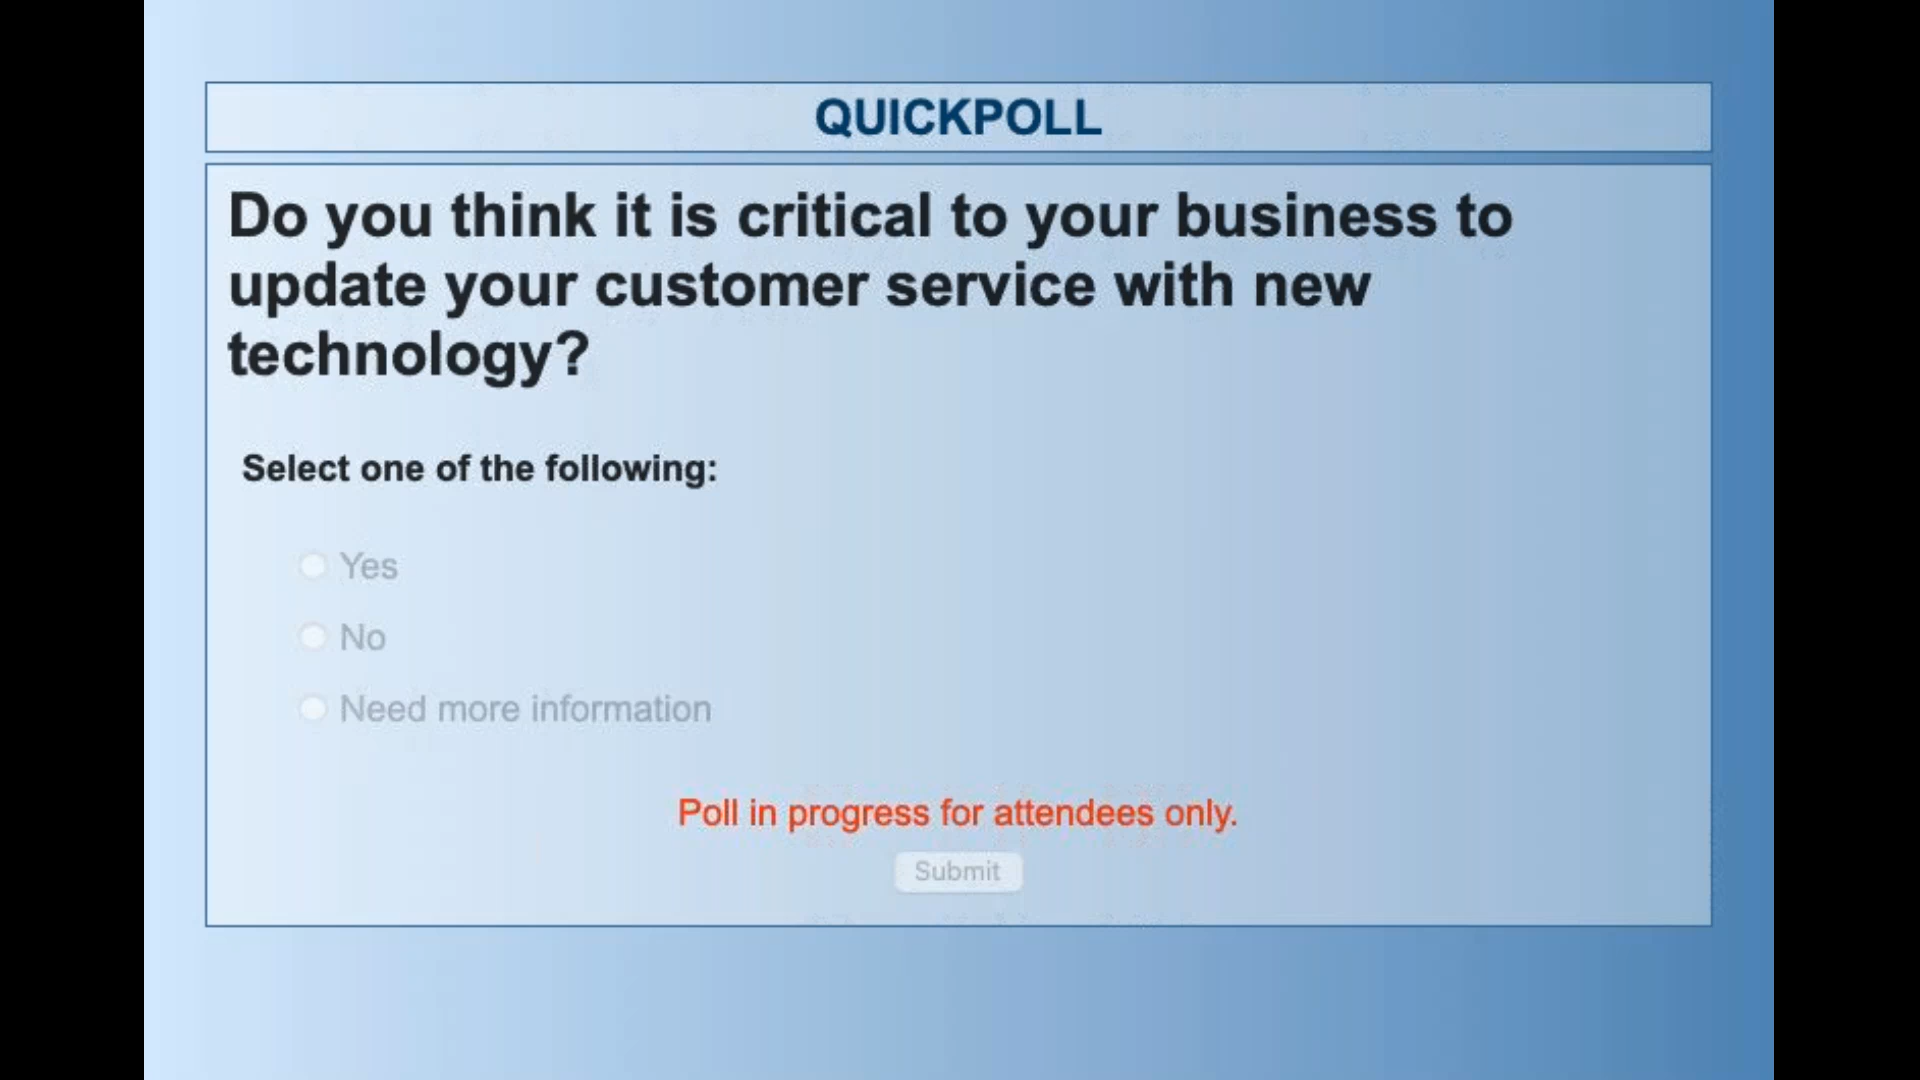 QUICKPOLL
Do you think it is critical to your business to
update your customer service with new
technology?
Select one of the following:
Yes
No
Need more information
Poll in progress for attendees only.
Submit